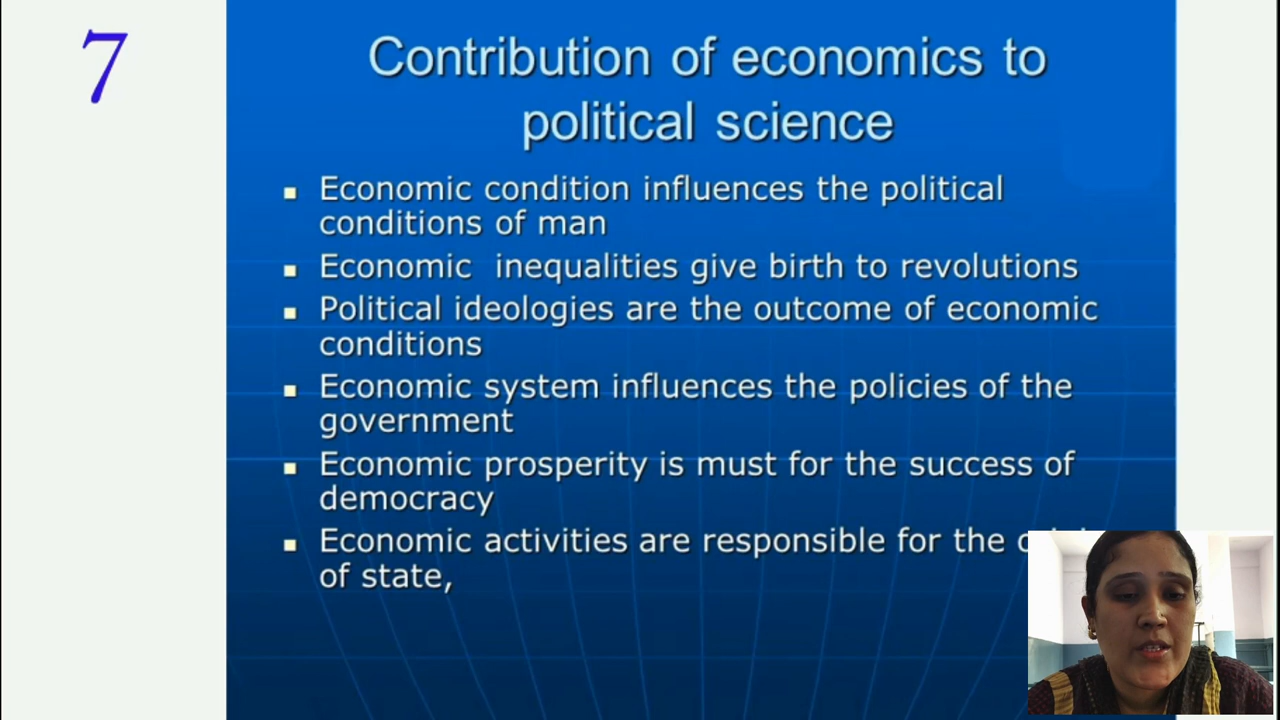 7
Contribution of economics to
political science
Economic condition influences the political
conditions of man
Economic inequalities give birth to revolutions
Political ideologies are the outcome of economic
conditions
Economic system influences the policies of the
government
Economic prosperity is must for the success of
democracy
Economic activities are responsible for the
of state,